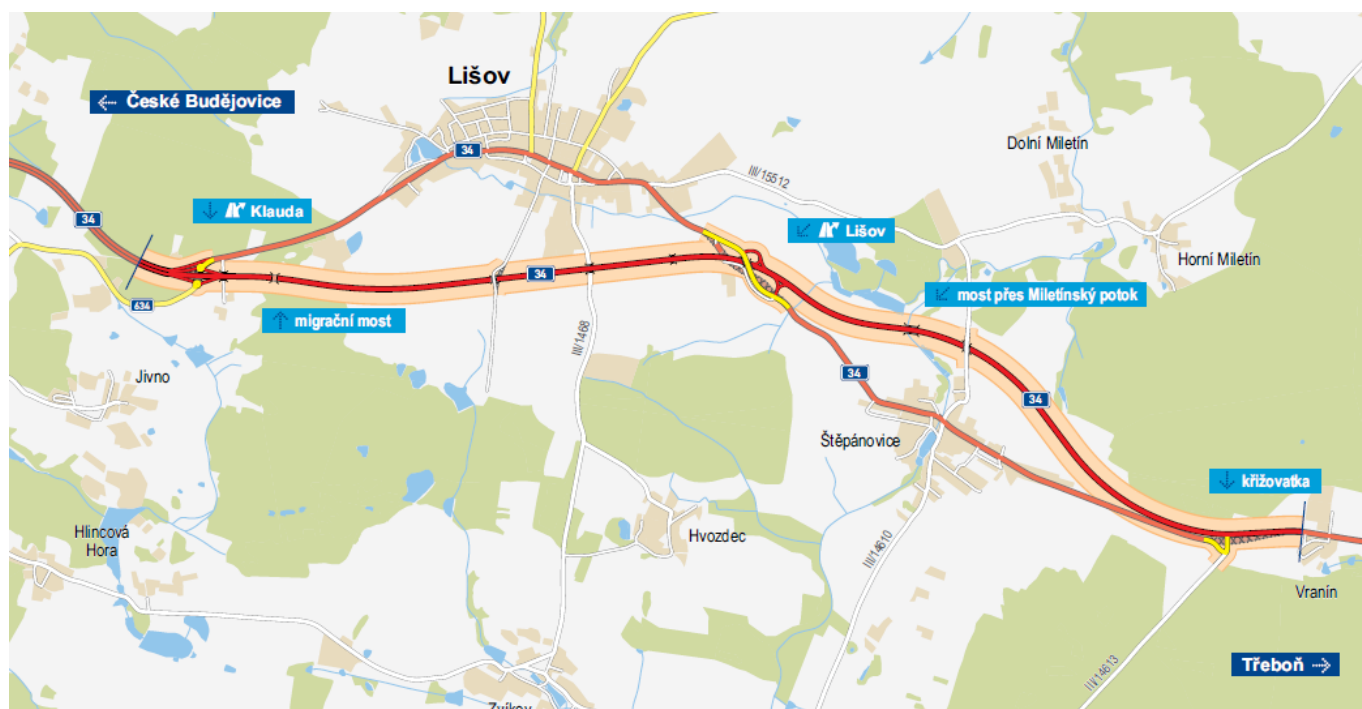 Lišov
České Budějovice
34
Dolní Miletín
III/15512
Klauda
Lišov
34
Horní Miletín
34
634
most přes Miletínský potok
migrační most
III/1468
Jivno
34
34
Štěpánovice
křižovatka
Hlincová
Hora
Hvozdec
III/14610
Vranín
III/14613
Třeboň
Zvíkov